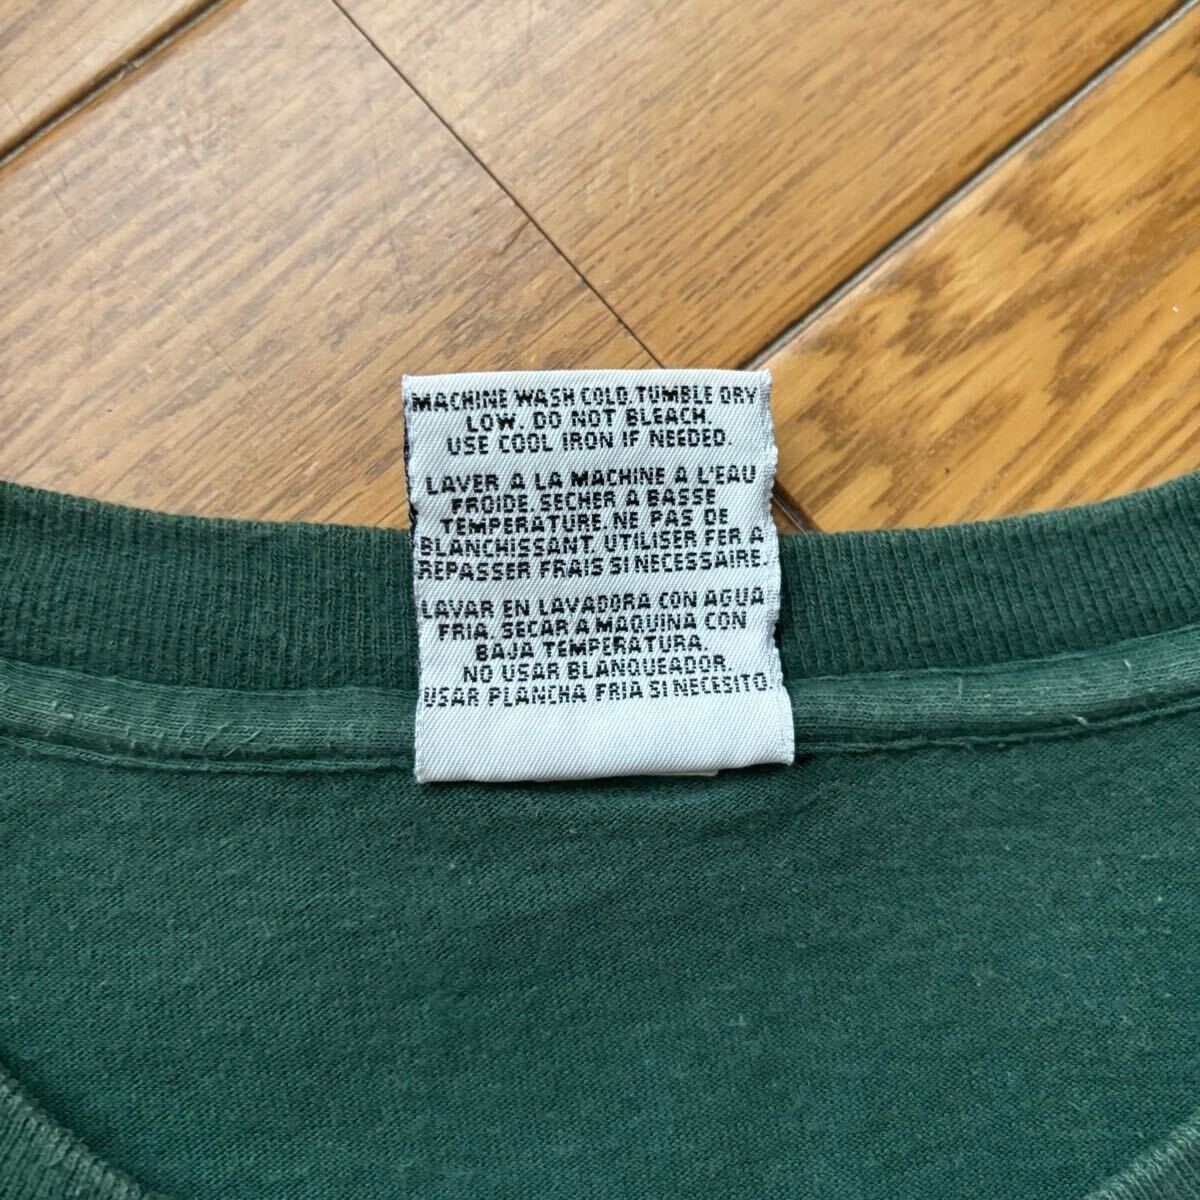 MACHINE WASH COLD, TUMBLE DRY
LOW. DO NOT BLEACH.
USE COOL IRON IF NEEDED.
LAVER A LA MACHINE A L'EAU
FROIDE, SECHER A BASSE
TEMPERATURE. NE PAS DE
BLANCHISSANT, UTILISER FER A
REPASSER FRAIS SI NECESSAIRE.
LAVAR EN LAVADORA CON AGUA
FRIA, SECAR A MAQUINA CON
BAJA TEMPERATURA.
NO USAR BLANQUEADOR.
USAR PLANCHA FRIA SI NECESITO.